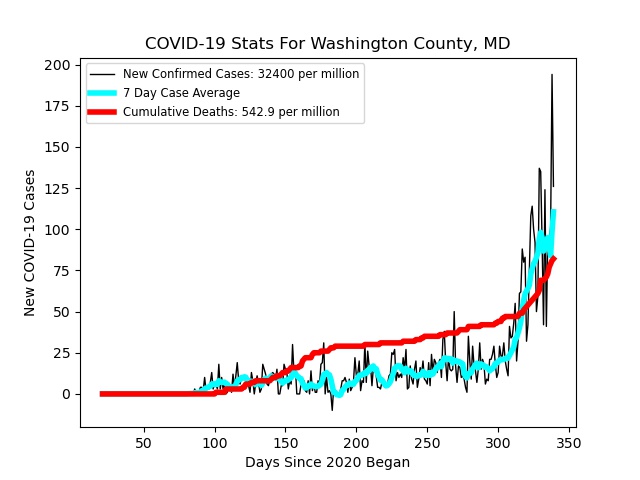 COVID-19 Stats For Washington County, MD
New Confirmed Cases: 32400 per million
7 Day Case Average
Cumulative Deaths: 542.9 per million
New COVID-19 Cases
200
175
150
125
100
75
50
25
0
50 100 150 200 250 300 350
Days Since 2020 Began